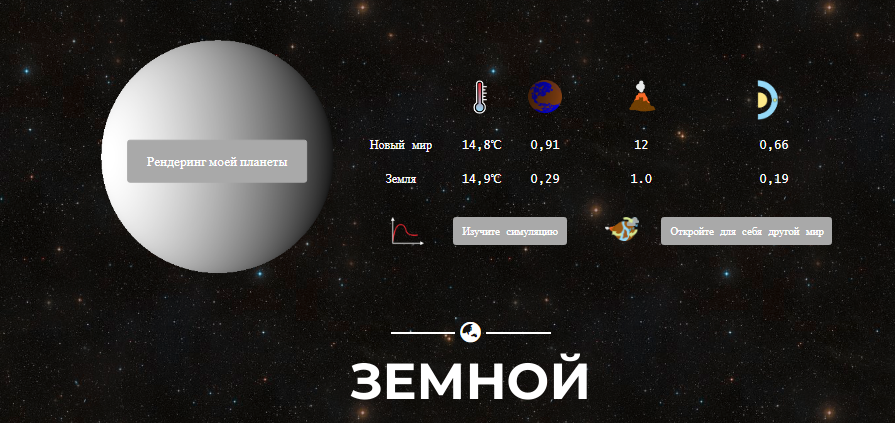 Рендеринг моей планеты
Новый мир 14,8℃ 0,91 12 0,66
Земля 14,9℃ 0,29 1.0 0,19
Изучите симуляцию
Откройте для себя другой мир
ЗЕМНОЙ